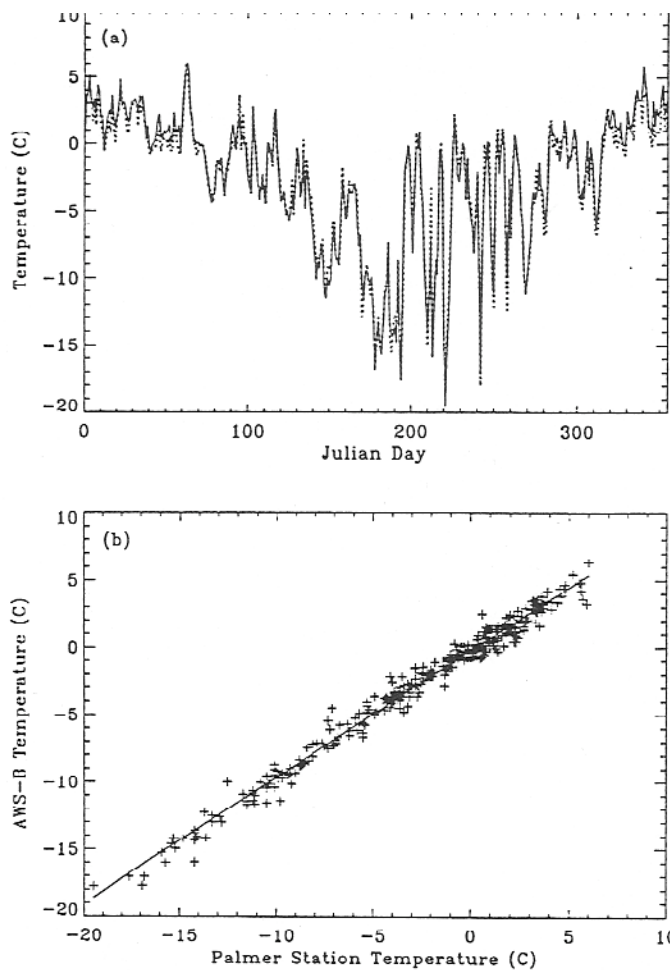 10
(a)
5
0
-5
-10
-15
-20
Temperature (C)
0 100 200 300
Julian Day
10
(b)
5
0
-5
-10
-15
-20
AWS-B Temperature (C)
-20 -15 -10 -5 0 5 10
Palmer Station Temperature (C)